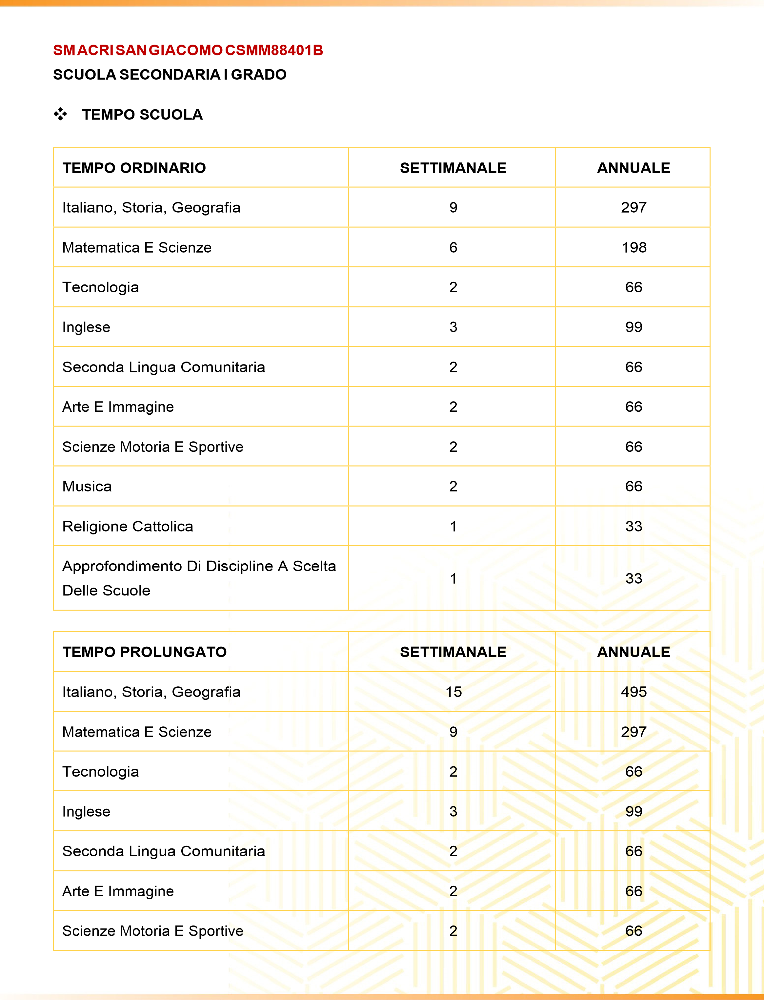 SM ACRI SAN GIACOMO CSMM88401B
SCUOLA SECONDARIA I GRADO
TEMPO SCUOLA
TEMPO ORDINARIO SETTIMANALE ANNUALE
Italiano, Storia, Geografia 9 297
Matematica E Scienze 6 198
Tecnologia 2 66
Inglese 3 99
Seconda Lingua Comunitaria 2 66
Arte E Immagine 2 66
Scienze Motoria E Sportive 2 66
Musica 2 66
Religione Cattolica 1 33
Approfondimento Di Discipline A Scelta
Delle Scuole 1 33
TEMPO PROLUNGATO SETTIMANALE ANNUALE
Italiano, Storia, Geografia 15 495
Matematica E Scienze 9 297
Tecnologia 2 66
Inglese 3 99
Seconda Lingua Comunitaria 2 66
Arte E Immagine 2 66
Scienze Motoria E Sportive 2 66